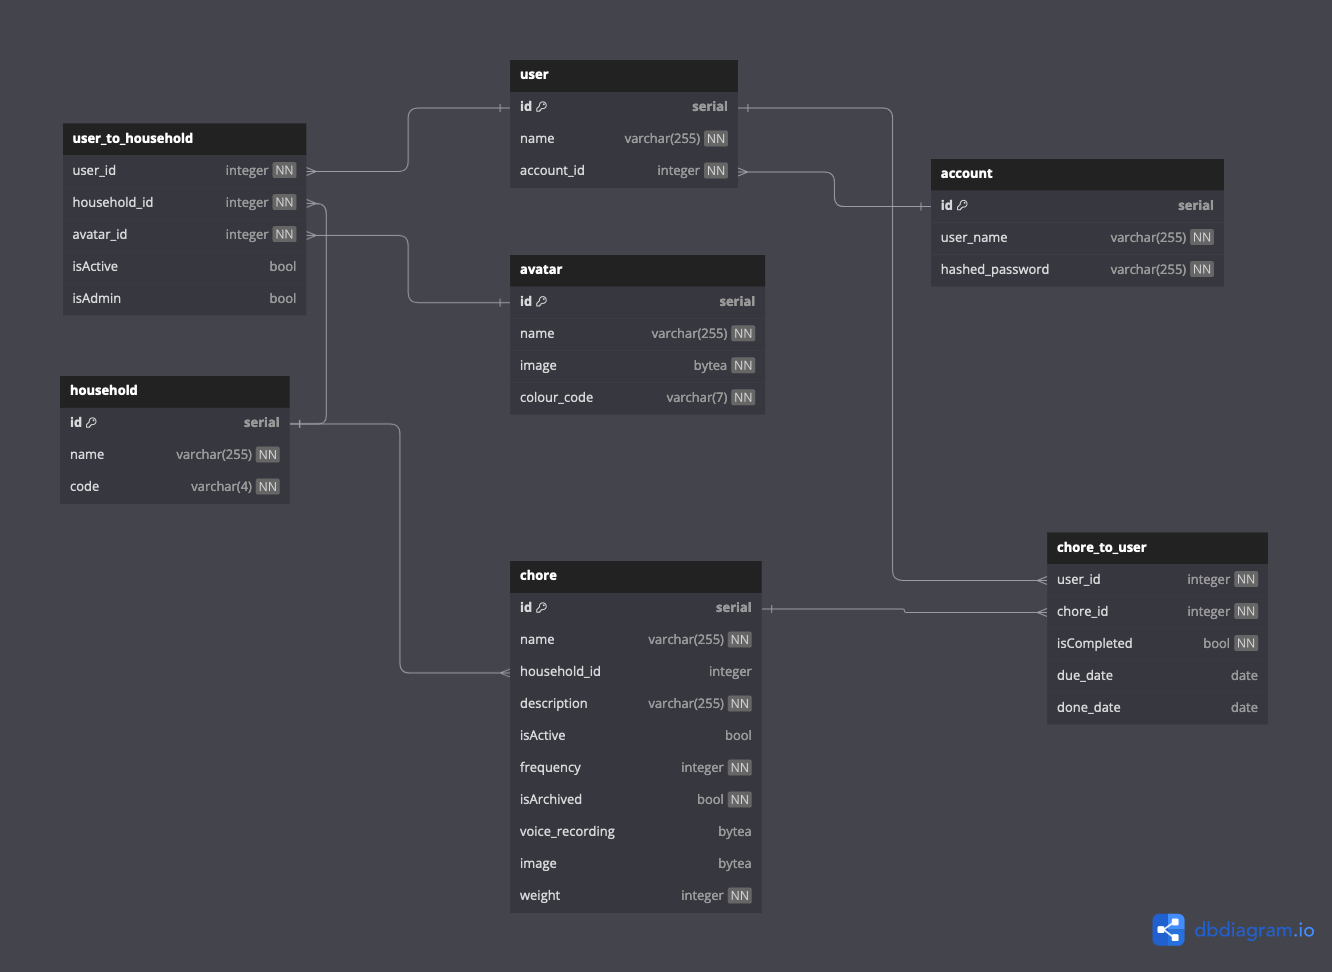 user
id serial
name varchar(255) NN
account_id integer NN
user_to_household
user_id integer NN
household_id integer NN
avatar_id integer NN
isActive bool
isAdmin bool
account
id serial
user_name varchar(255) NN
hashed_password varchar(255) NN
avatar
id serial
name varchar(255) NN
image bytea NN
colour_code varchar(7) NN
household
id serial
name varchar(255) NN
code varchar(4) NN
chore
id serial
name varchar(255) NN
household_id integer
description varchar(255) NN
isActive bool
frequency integer NN
isArchived bool NN
voice_recording bytea
image bytea
weight integer NN
chore_to_user
user_id integer NN
chore_id integer NN
isCompleted bool NN
due_date date
done_date date
dbdiagram.io